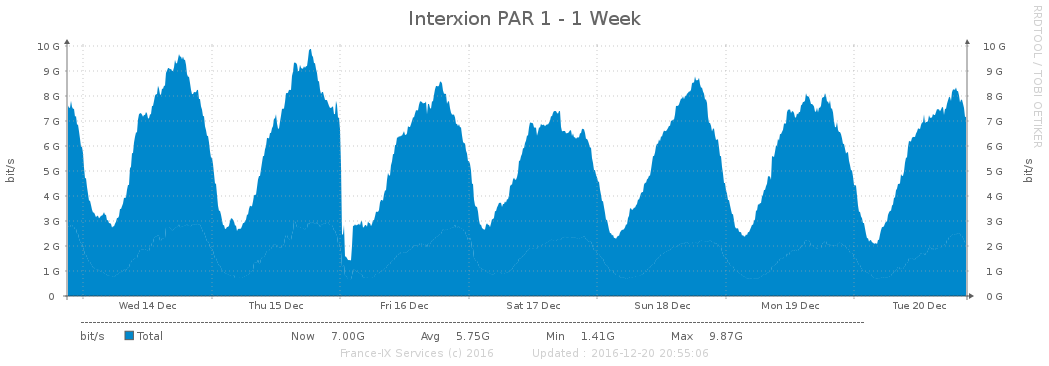 Interxion PAR 1 - 1 Week
RRDTOOL / TOBI OETIKER
bit/s
bit/s
10 G 10 G
9 G 9 G
8 G 8 G
7 G 7 G
6 G 6 G
5 G 5 G
4 G 4 G
3 G 3 G
2 G 2 G
1 G 1 G
0 0 G
Wed 14 Dec Thu 15 Dec Fri 16 Dec Sat 17 Dec Sun 18 Dec Mon 19 Dec Tue 20 Dec
bit/s Total Now 7.00G Avg 5.75G Min 1.41G Max 9.87G
France-IX Services (c) 2016 Updated : 2016-12-20 20:55:06